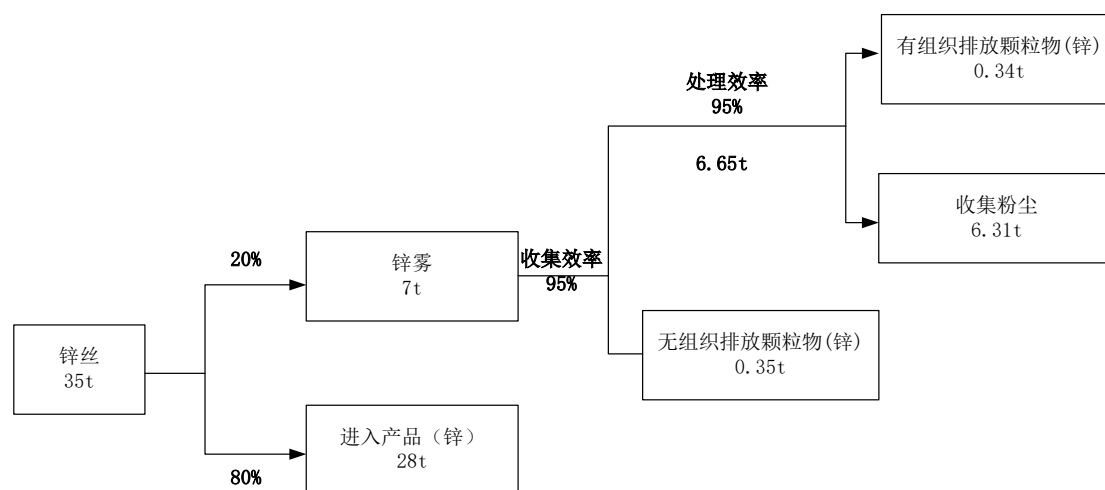 有组织排放颗粒物(锌)
0.34t
处理效率
95%
6.65t
收集粉尘
6.31t
20%
锌雾
7t
收集效率
95%
锌丝
35t
无组织排放颗粒物(锌)
0.35t
进入产品（锌）
28t
80%